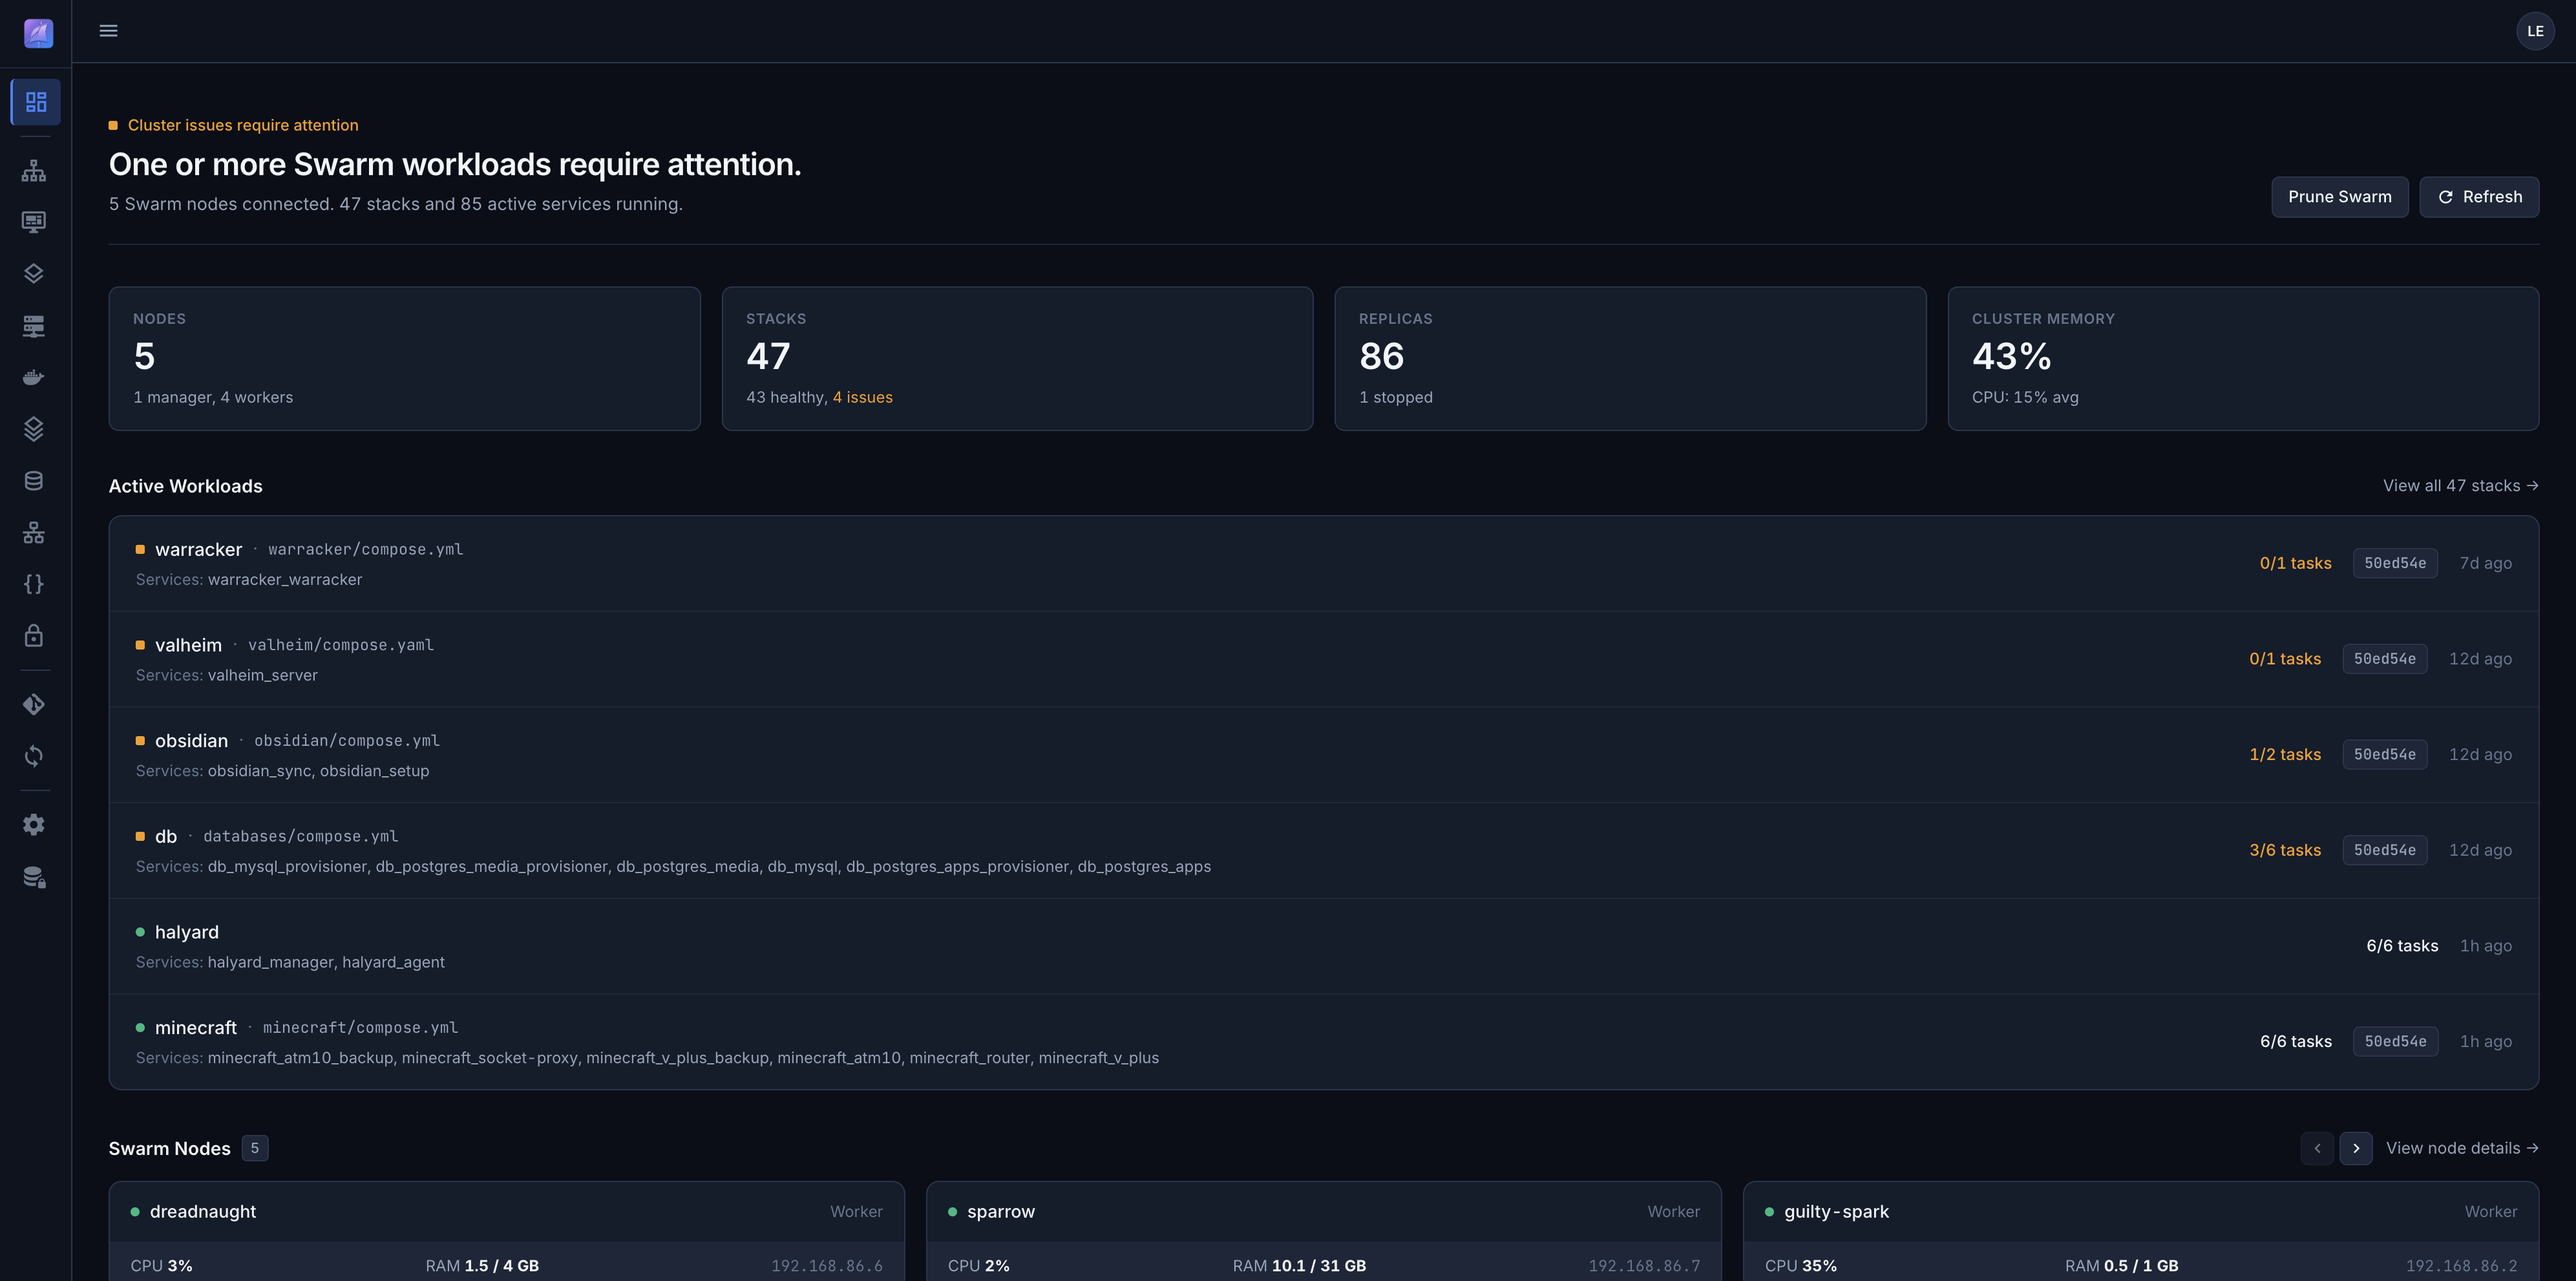 LE
Cluster issues require attention
One or more Swarm workloads require attention.
5 Swarm nodes connected. 47 stacks and 85 active services running.
Prune Swarm
Refresh
NODES
5
1 manager, 4 workers
STACKS
47
43 healthy, 4 issues
REPLICAS
86
1 stopped
CLUSTER MEMORY
43%
CPU: 15% avg
Active Workloads
View all 47 stacks →
warracker · warracker/compose.yml
Services: warracker_warracker
0/1 tasks 50ed54e 7d ago
valheim · valheim/compose.yaml
Services: valheim_server
0/1 tasks 50ed54e 12d ago
obsidian · obsidian/compose.yml
Services: obsidian_sync, obsidian_setup
1/2 tasks 50ed54e 12d ago
db · databases/compose.yml
Services: db_mysql_provisioner, db_postgres_media_provisioner, db_postgres_media, db_mysql, db_postgres_apps_provisioner, db_postgres_apps
3/6 tasks 50ed54e 12d ago
halyard
Services: halyard_manager, halyard_agent
6/6 tasks 1h ago
minecraft · minecraft/compose.yml
Services: minecraft_atm10_backup, minecraft_socket-proxy, minecraft_v_plus_backup, minecraft_atm10, minecraft_router, minecraft_v_plus
6/6 tasks 50ed54e 1h ago
Swarm Nodes 5
View node details →
dreadnaught Worker
CPU 3% RAM 1.5 / 4 GB 192.168.86.6
sparrow Worker
CPU 2% RAM 10.1 / 31 GB 192.168.86.7
guilty-spark Worker
CPU 35% RAM 0.5 / 1 GB 192.168.86.2